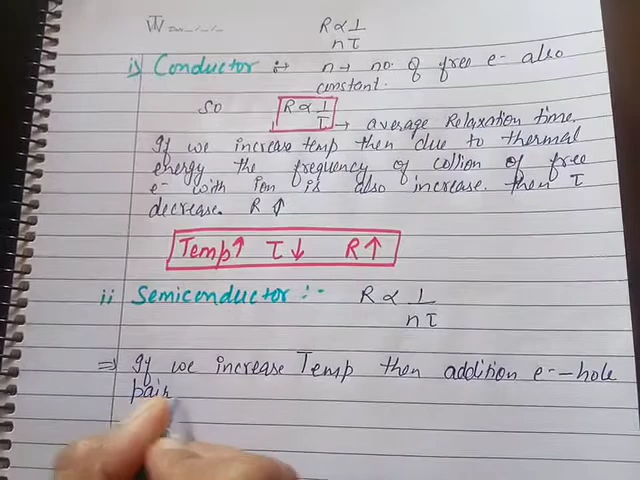 R ∝ 1
nτ
i) Conductor :→ n → no. of free e- also
constant.
so R ∝ 1/τ → average Relaxation time.
If we increase temp then due to thermal
energy the frequency of collion of free
e- with ion is also increase. then τ
decrease. R ↑
Temp↑ τ↓ R↑
ii Semiconductor :- R ∝ 1
nτ
⇒ If we increase Temp then addition e- – hole
pair